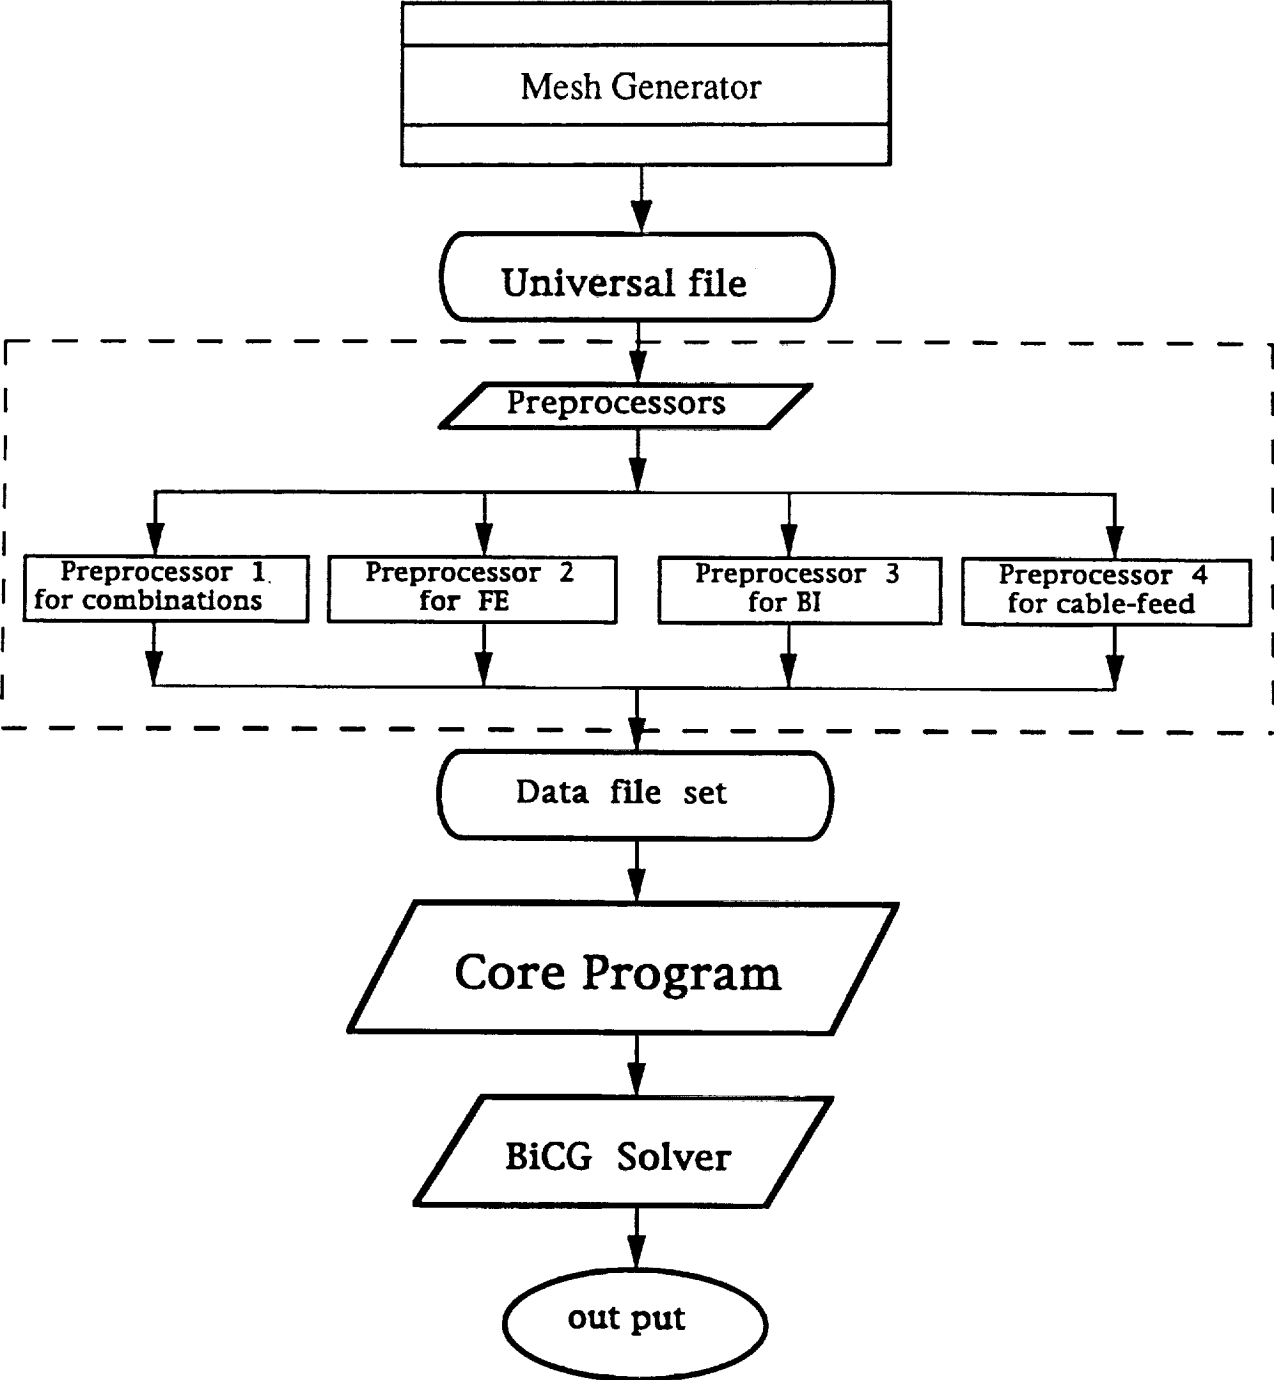 Mesh Generator
Universal file
Preprocessors
Preprocessor 1
for combinations
Preprocessor 2
for FE
Preprocessor 3
for BI
Preprocessor 4
for cable-feed
Data file set
Core Program
BiCG Solver
out put